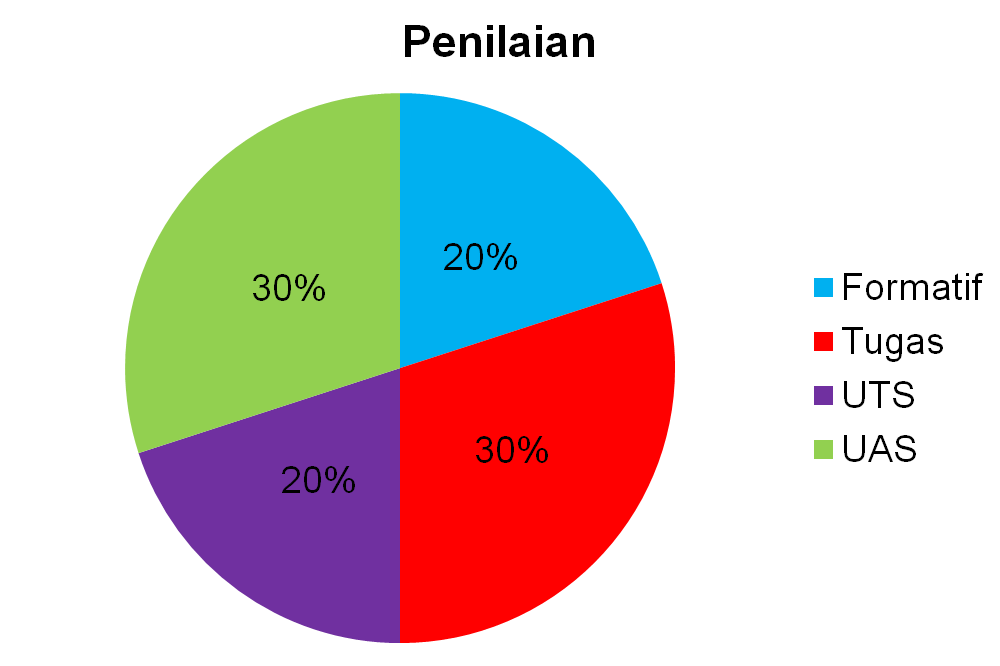 Penilaian
20%
30%
30%
20%
Formatif
Tugas
UTS
UAS